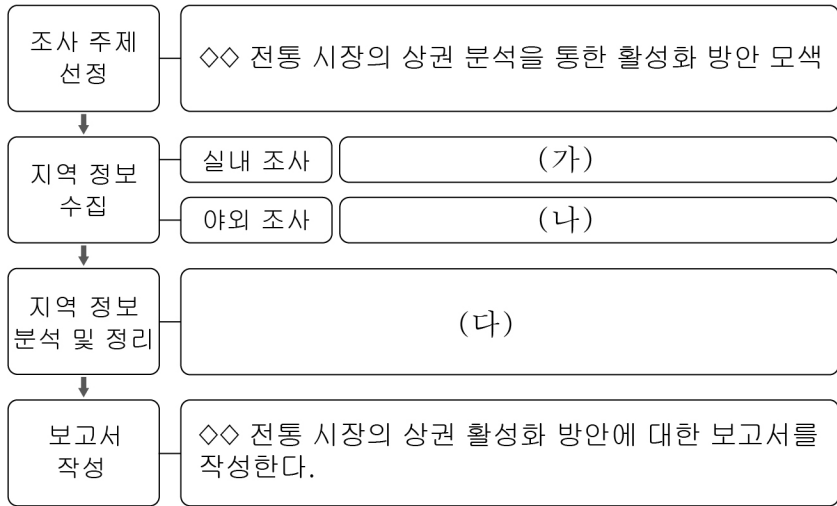 조사 주제
선정
◇◇ 전통 시장의 상권 분석을 통한 활성화 방안 모색
지역 정보
수집
실내 조사
(가)
야외 조사
(나)
지역 정보
분석 및 정리
(다)
보고서
작성
◇◇ 전통 시장의 상권 활성화 방안에 대한 보고서를
작성한다.